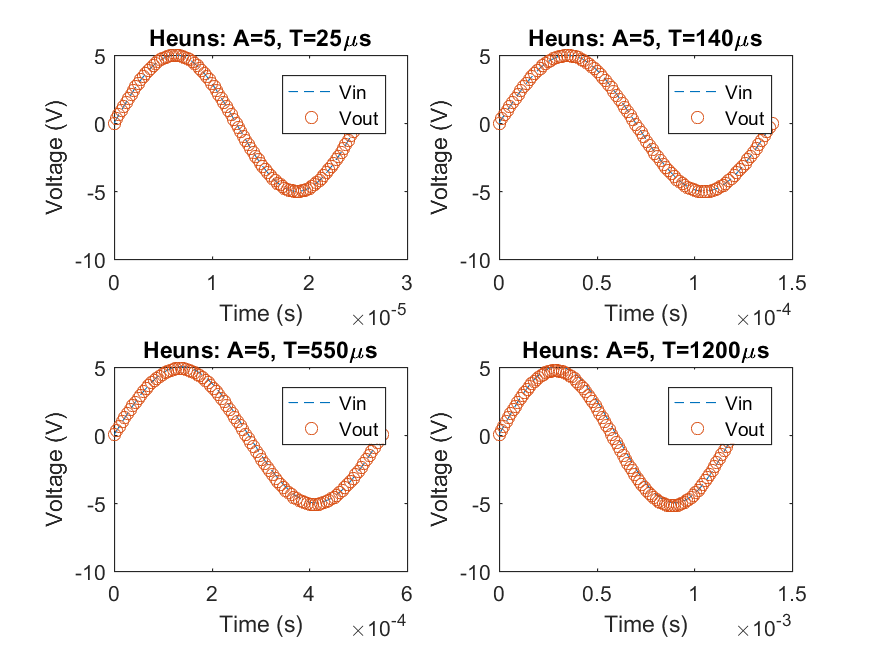 Heuns: A=5, T=25μs
5
0
-5
-10
Voltage (V)
Vin
Vout
0 1 2 3
Time (s)
×10-5
Heuns: A=5, T=140μs
5
0
-5
-10
Voltage (V)
Vin
Vout
0 0.5 1 1.5
Time (s)
×10-4
Heuns: A=5, T=550μs
5
0
-5
-10
Voltage (V)
Vin
Vout
0 2 4 6
Time (s)
×10-4
Heuns: A=5, T=1200μs
5
0
-5
-10
Voltage (V)
Vin
Vout
0 0.5 1 1.5
Time (s)
×10-3